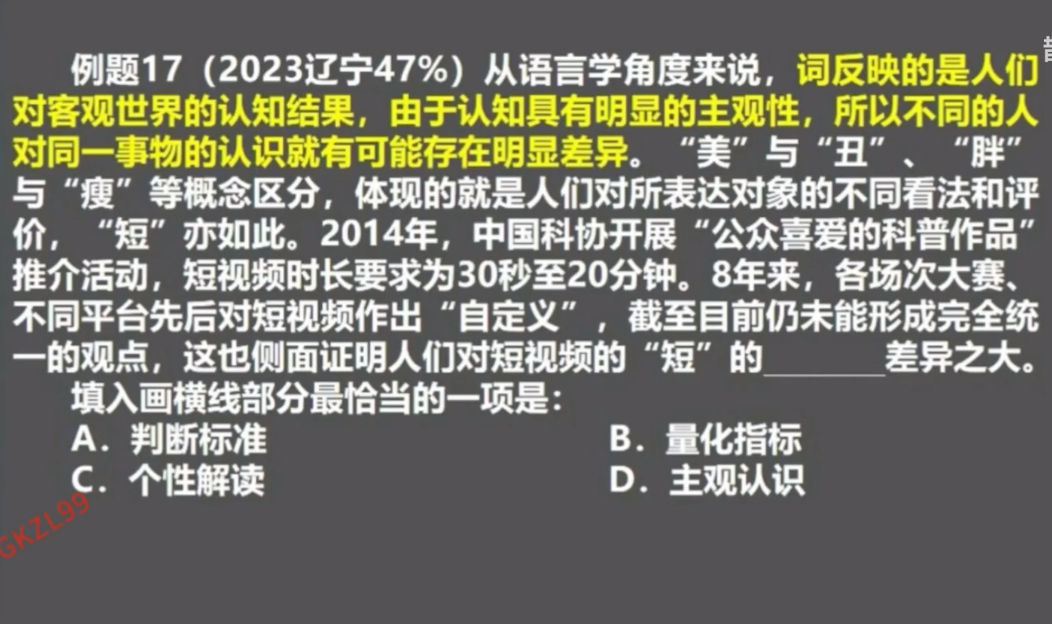 例题17（2023辽宁47%）从语言学角度来说，词反映的是人们
对客观世界的认知结果，由于认知具有明显的主观性，所以不同的人
对同一事物的认识就有可能存在明显差异。“美”与“丑”、“胖”
与“瘦”等概念区分，体现的就是人们对所表达对象的不同看法和评
价，“短”亦如此。2014年，中国科协开展“公众喜爱的科普作品”
推介活动，短视频时长要求为30秒至20分钟。8年来，各场次大赛、
不同平台先后对短视频作出“自定义”，截至目前仍未能形成完全统
一的观点，这也侧面证明人们对短视频的“短”的______差异之大。
填入画横线部分最恰当的一项是：
A．判断标准 B．量化指标
C．个性解读 D．主观认识
GKZL99